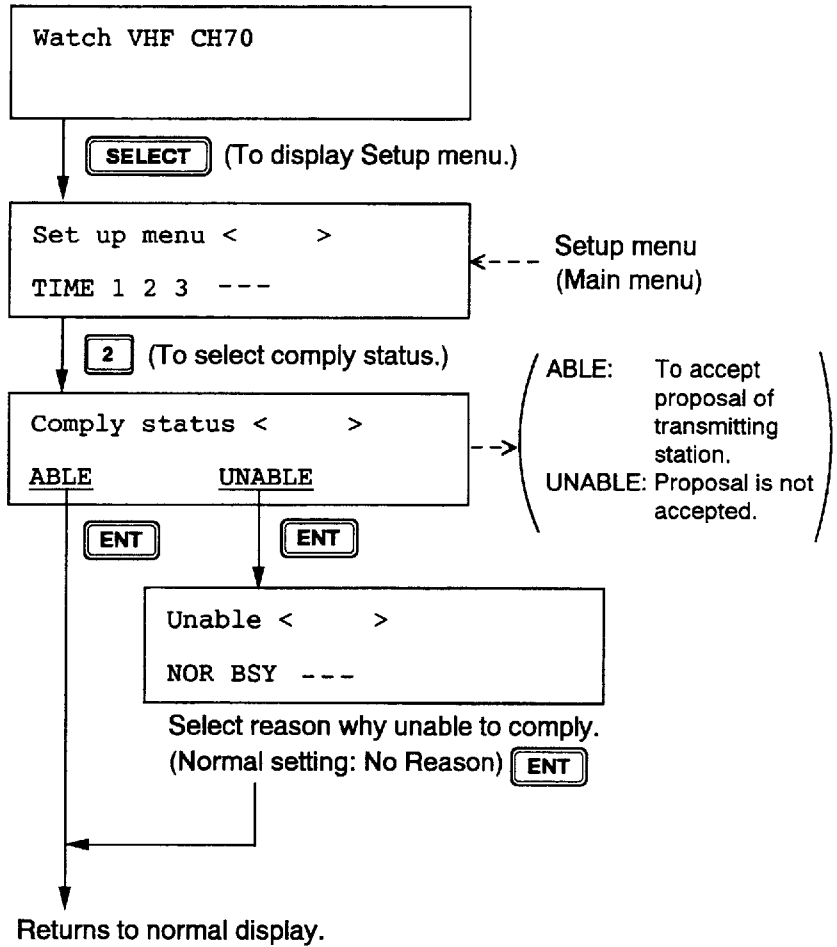 Watch VHF CH70
SELECT (To display Setup menu.)
Set up menu < >
TIME 1 2 3 ---
Setup menu
(Main menu)
2 (To select comply status.)
Comply status < >
ABLE UNABLE
ABLE: To accept
proposal of
transmitting
station.
UNABLE: Proposal is not
accepted.
ENT ENT
Unable < >
NOR BSY ---
Select reason why unable to comply.
(Normal setting: No Reason) ENT
Returns to normal display.